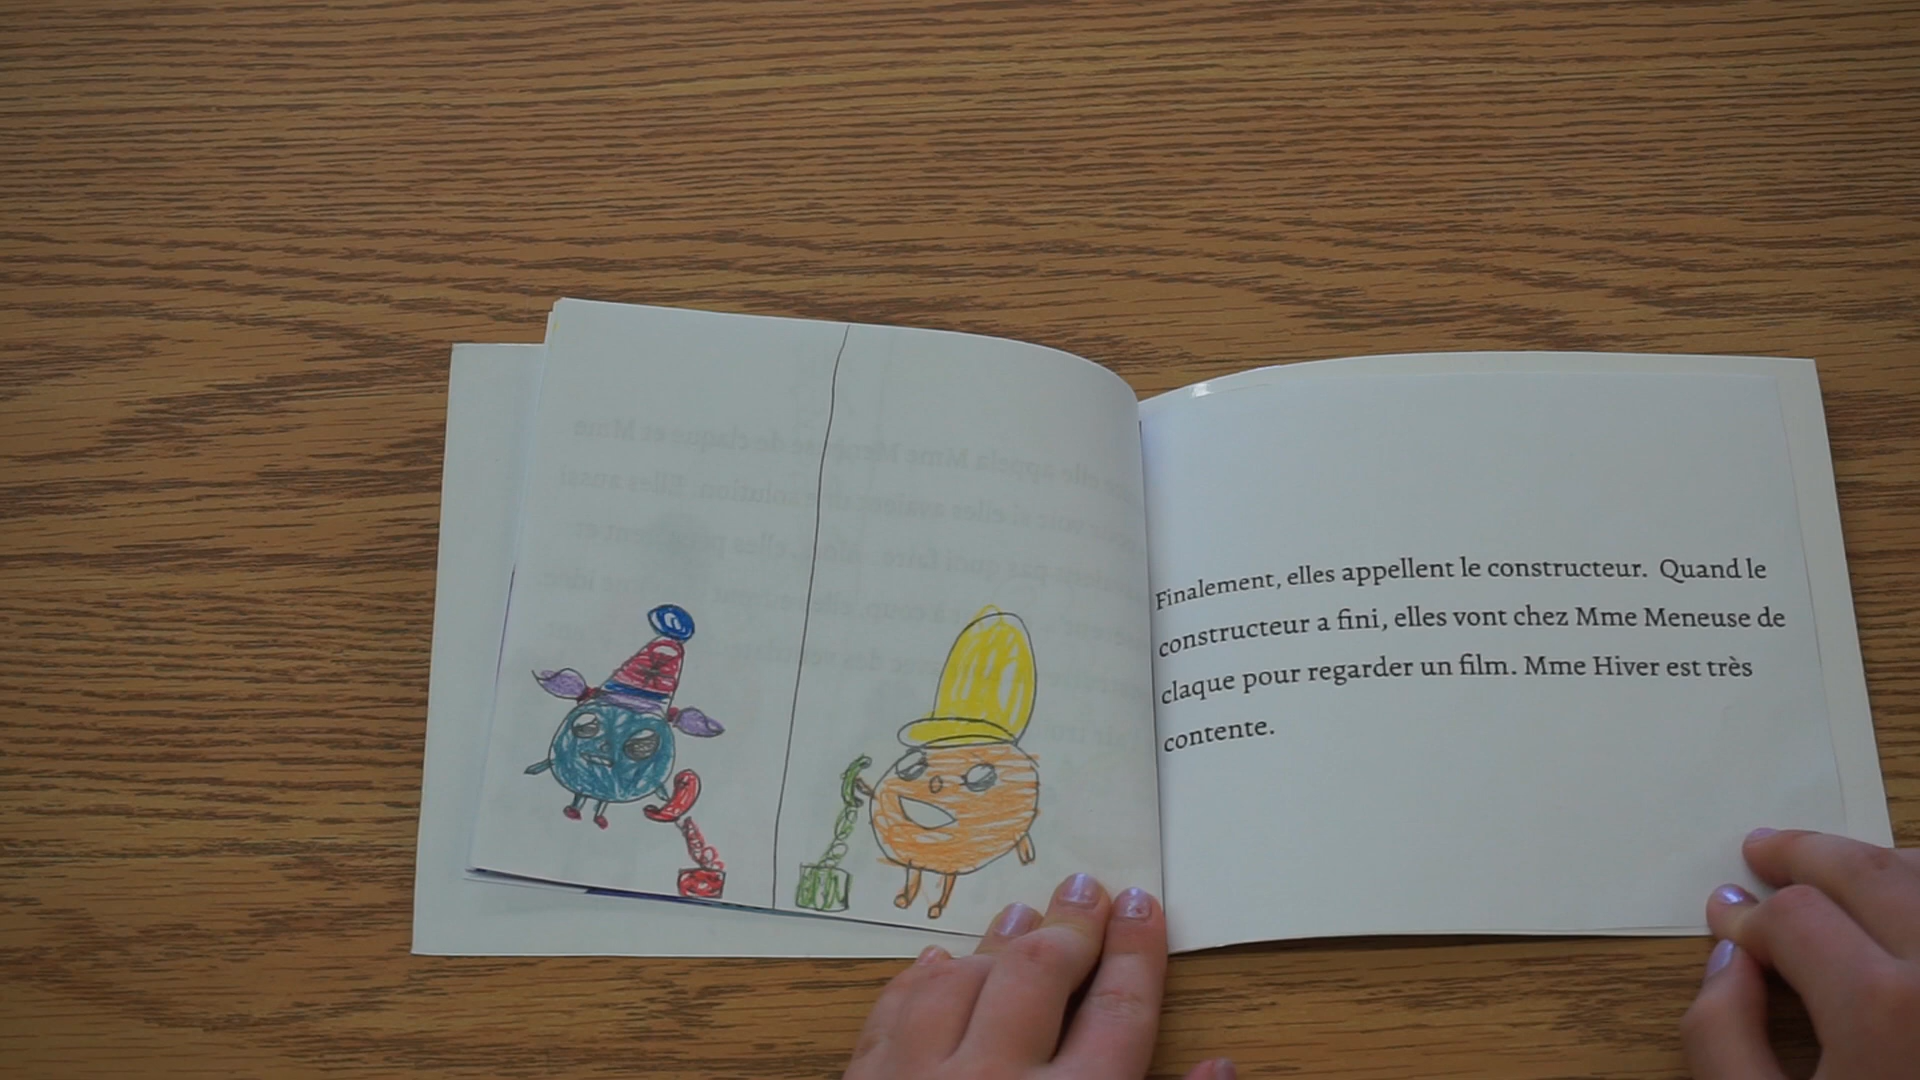 Finalement, elles appellent le constructeur. Quand le
constructeur a fini, elles vont chez Mme Meneuse de
claque pour regarder un film. Mme Hiver est très
contente.